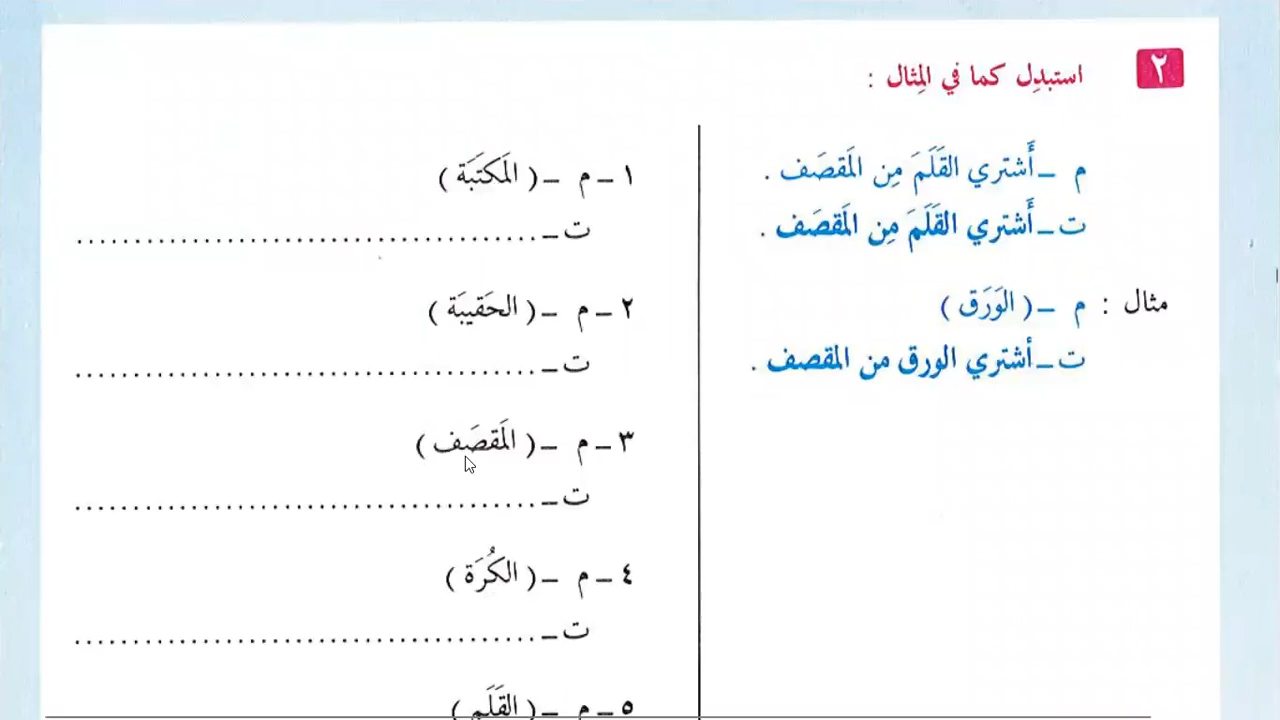 ٢ استبدِل كما في المِثال :
م ـ أَشتري القَلَمَ مِن المَقصَف .
ت ـ أَشتري القَلَمَ مِن المَقصَف .
مثال : م ـ ( الوَرَق )
ت ـ أشتري الورق من المقصف .
١ ـ م ـ ( المَكتَبَة )
ت ـ ................................................
٢ ـ م ـ ( الحَقيبَة )
ت ـ ................................................
٣ ـ م ـ ( المَقصَف )
ت ـ ................................................
٤ ـ م ـ ( الكُرَة )
ت ـ ................................................
٥ ـ م ـ ( القَلَم )